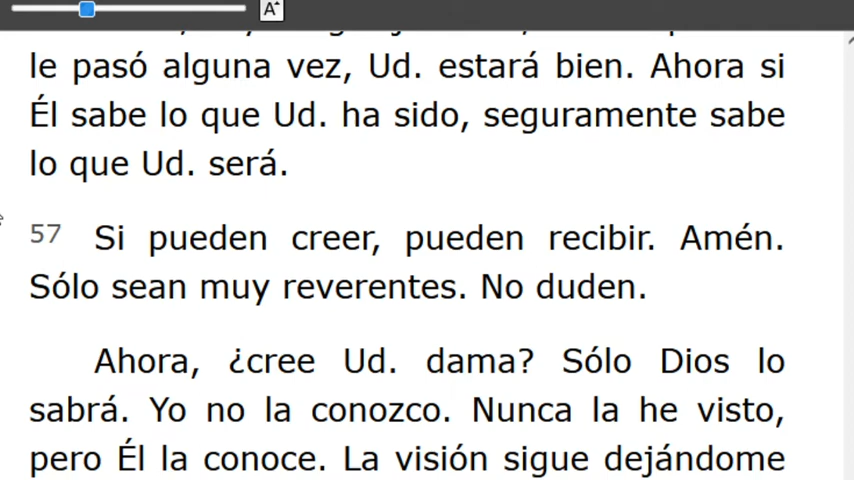 le pasó alguna vez, Ud. estará bien. Ahora si
Él sabe lo que Ud. ha sido, seguramente sabe
lo que Ud. será.
57 Si pueden creer, pueden recibir. Amén.
Sólo sean muy reverentes. No duden.
Ahora, ¿cree Ud. dama? Sólo Dios lo
sabrá. Yo no la conozco. Nunca la he visto,
pero Él la conoce. La visión sigue dejándome